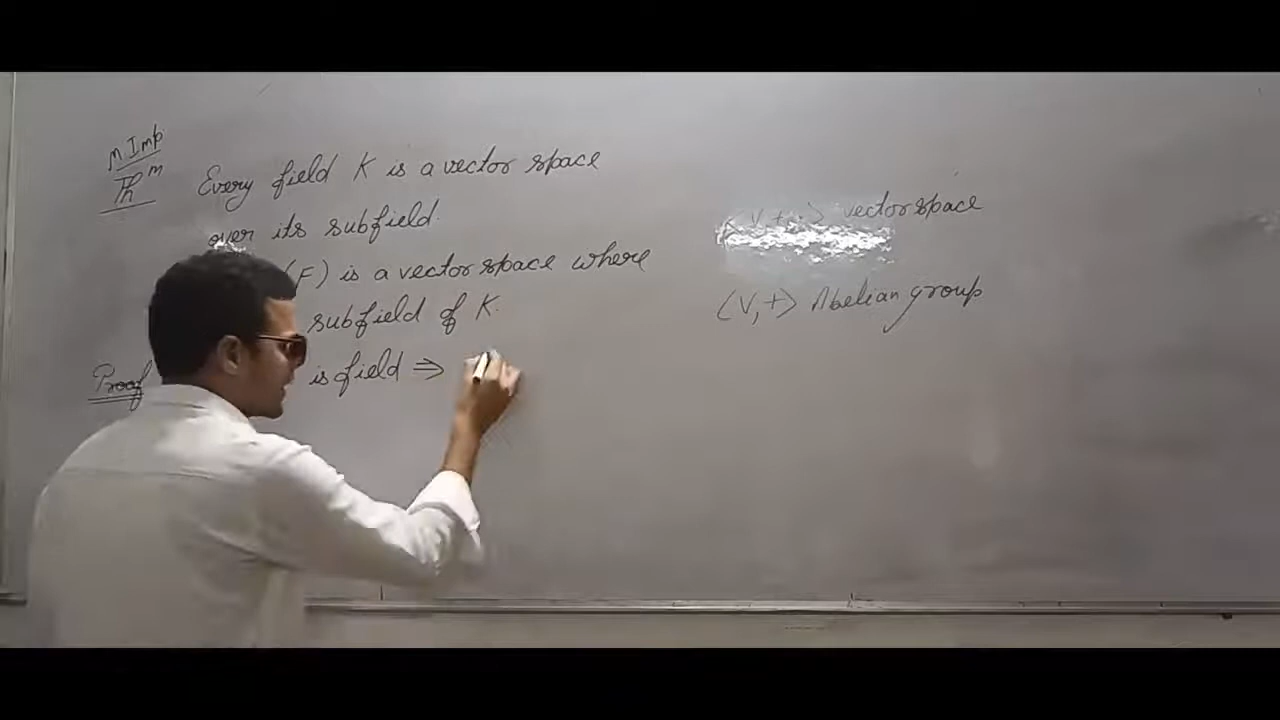 M Imp
Thm Every field K is a vector space
over its subfield.
(F) is a vector space where
subfield of K.
Proof is field ⇒
(V, +, ·) vector space
(V, +) Abelian group